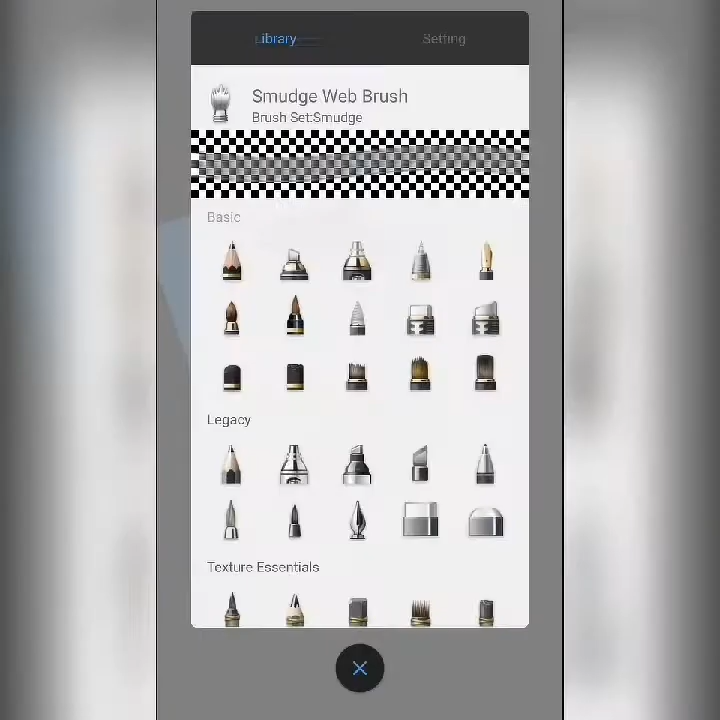 Library
Setting
Smudge Web Brush
Brush Set:Smudge
Basic
Legacy
Texture Essentials